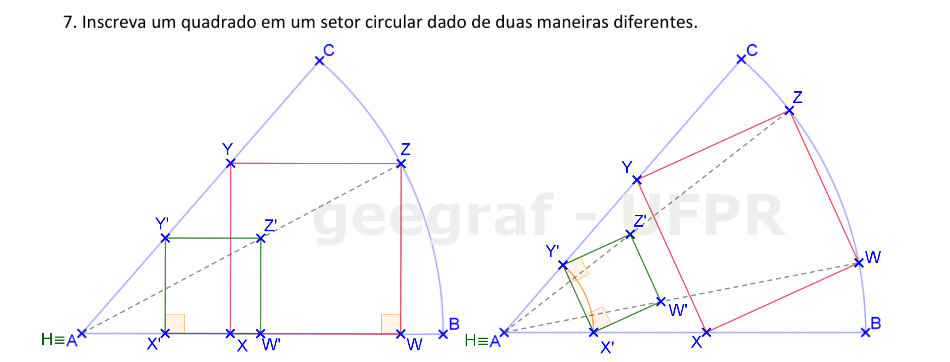 7. Inscreva um quadrado em um setor circular dado de duas maneiras diferentes.
C
Y
Z
Y'
Z'
geegraf - UFPR
H≡A
X'
X
W'
W
B
C
Z
Y
Z'
Y'
W
W'
H≡A
X'
X
B